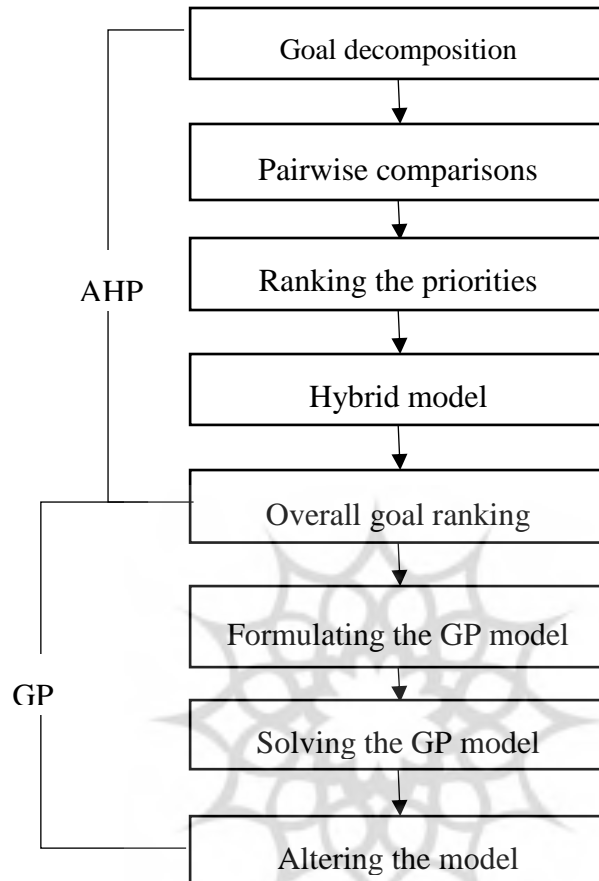 Goal decomposition
Pairwise comparisons
Ranking the priorities
AHP
Hybrid model
Overall goal ranking
Formulating the GP model
GP
Solving the GP model
Altering the model